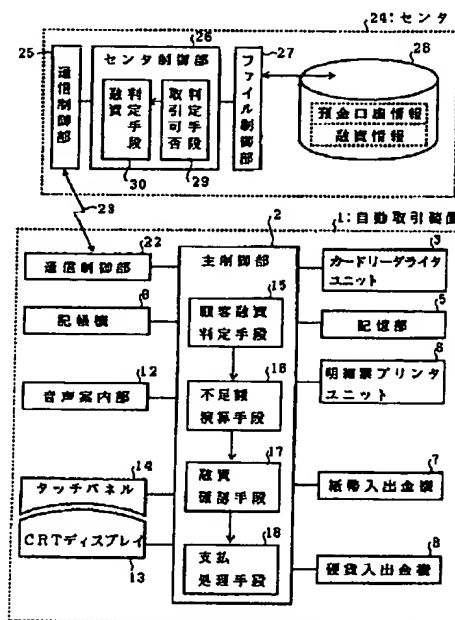 24:センタ
25
26
27
28
センタ制御部
通信制御部
融資
判定手段
取引可否
判定手段
ファイル制御部
預金口座情報
融資情報
30
29
23
1:自動取引装置
22
2
3
通信制御部
主制御部
カードリーダライタ
ユニット
15
5
記帳機
顧客融資
判定手段
記憶部
12
16
音声案内部
不足額
演算手段
明細票プリンタ
ユニット
14
17
7
タッチパネル
融資
確認手段
紙幣入出金機
18
8
CRTディスプレイ
支払
処理手段
硬貨入出金機
13